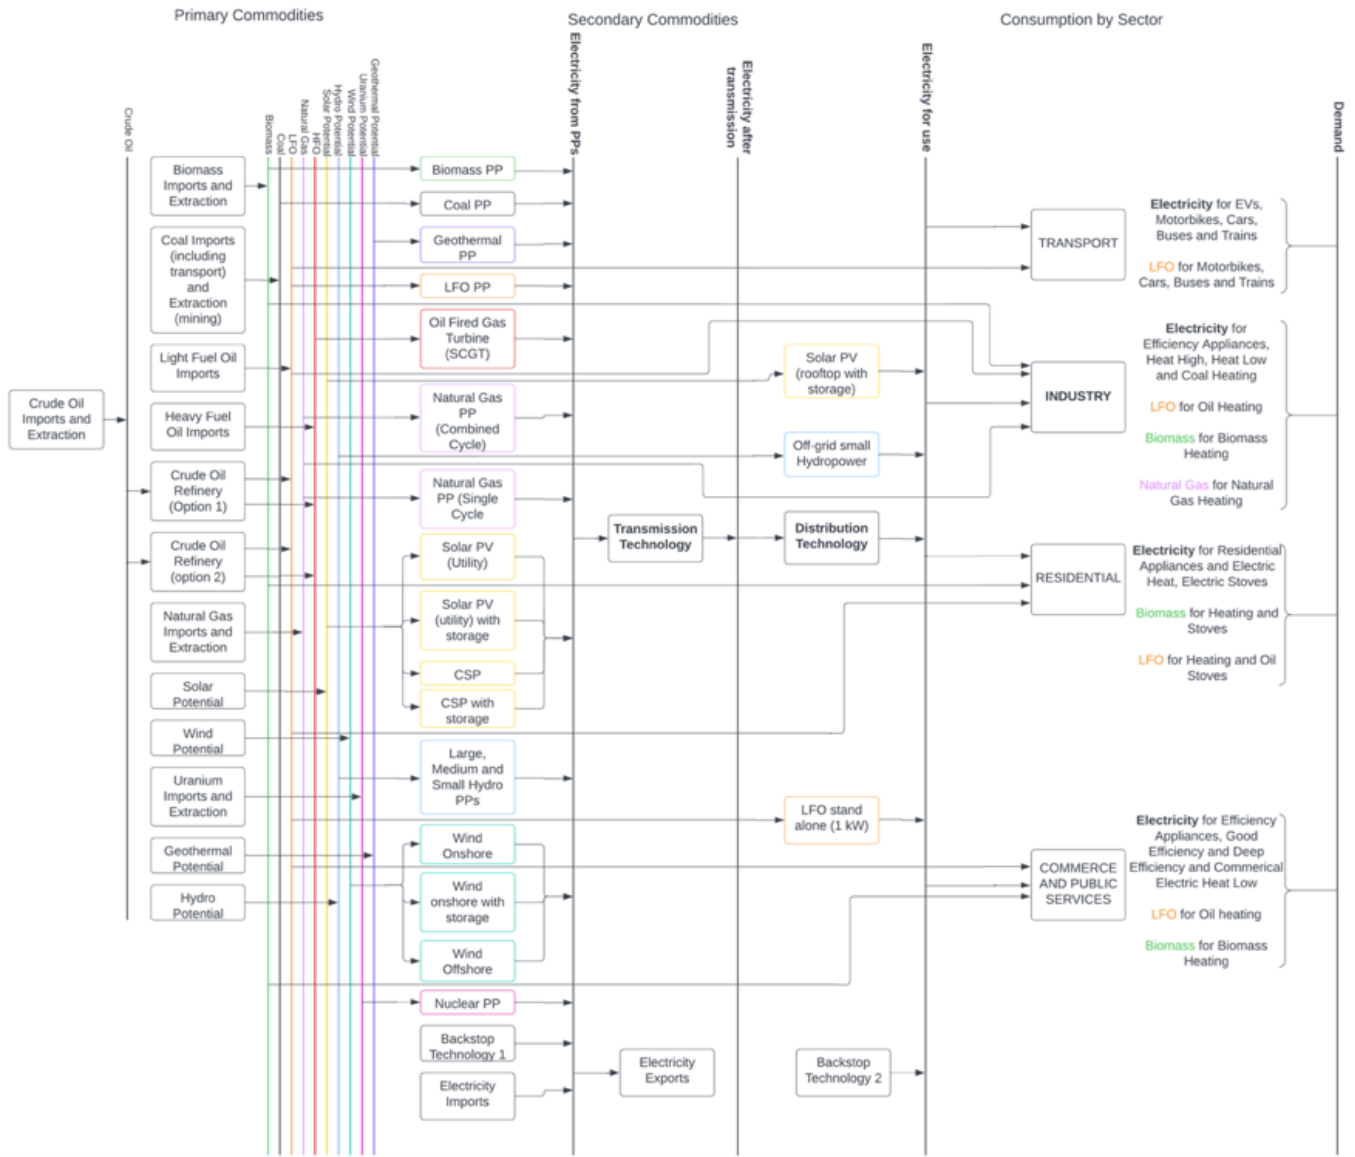 Primary Commodities
Secondary Commodities
Consumption by Sector
Crude Oil
Biomass
Coal
LFO
Natural Gas
HFO
Solar Potential
Hydro Potential
Wind Potential
Uranium Potential
Geothermal Potential
Electricity from PPs
Electricity after
transmission
Electricity for use
Demand
Crude Oil
Imports and
Extraction
Biomass
Imports and
Extraction
Coal Imports
(including
transport)
and
Extraction
(mining)
Light Fuel Oil
Imports
Heavy Fuel
Oil Imports
Crude Oil
Refinery
(Option 1)
Crude Oil
Refinery
(option 2)
Natural Gas
Imports and
Extraction
Solar
Potential
Wind
Potential
Uranium
Imports and
Extraction
Geothermal
Potential
Hydro
Potential
Biomass PP
Coal PP
Geothermal
PP
LFO PP
Oil Fired Gas
Turbine
(SCGT)
Natural Gas
PP
(Combined
Cycle)
Natural Gas
PP (Single
Cycle
Solar PV
(Utility)
Solar PV
(utility) with
storage
CSP
CSP with
storage
Large,
Medium and
Small Hydro
PPs
Wind
Onshore
Wind
onshore with
storage
Wind
Offshore
Nuclear PP
Backstop
Technology 1
Electricity
Imports
Transmission
Technology
Electricity
Exports
Solar PV
(rooftop with
storage)
Off-grid small
Hydropower
Distribution
Technology
LFO stand
alone (1 kW)
Backstop
Technology 2
TRANSPORT
Electricity for EVs,
Motorbikes, Cars,
Buses and Trains
LFO for Motorbikes,
Cars, Buses and Trains
INDUSTRY
Electricity for
Efficiency Appliances,
Heat High, Heat Low
and Coal Heating
LFO for Oil Heating
Biomass for Biomass
Heating
Natural Gas for Natural
Gas Heating
RESIDENTIAL
Electricity for Residential
Appliances and Electric
Heat, Electric Stoves
Biomass for Heating and
Stoves
LFO for Heating and Oil
Stoves
COMMERCE
AND PUBLIC
SERVICES
Electricity for Efficiency
Appliances, Good
Efficiency and Deep
Efficiency and Commerical
Electric Heat Low
LFO for Oil heating
Biomass for Biomass
Heating